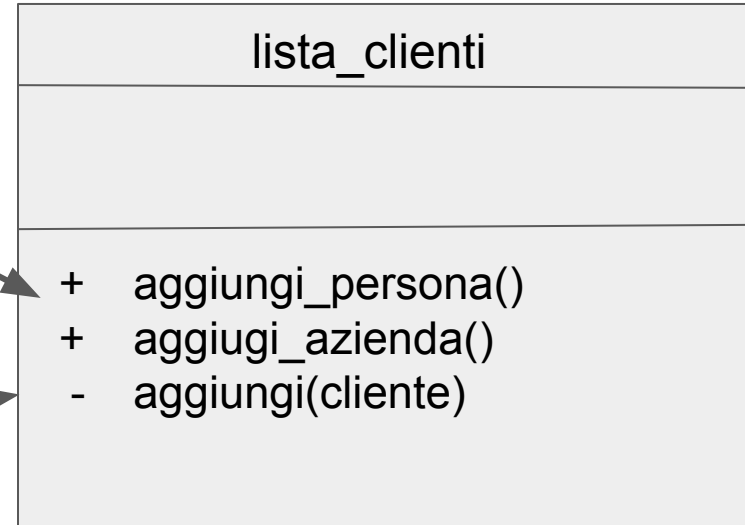 lista_clienti
+ aggiungi_persona()
+ aggiugi_azienda()
- aggiungi(cliente)